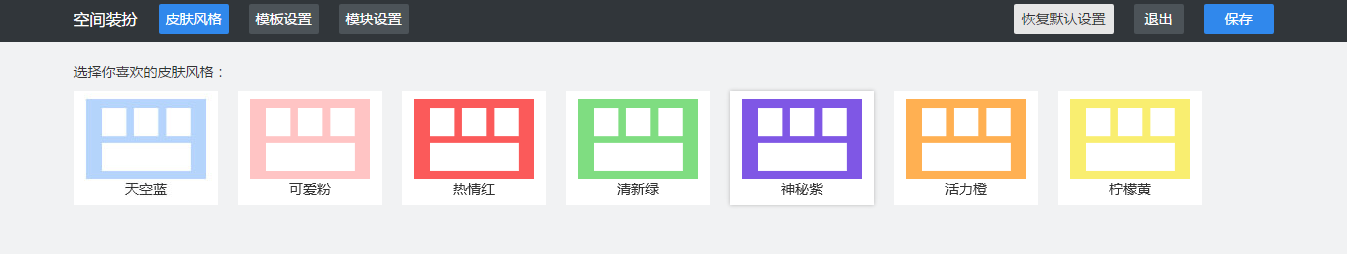 空间装扮 皮肤风格 模板设置 模块设置 恢复默认设置 退出 保存
选择你喜欢的皮肤风格：
天空蓝 可爱粉 热情红 清新绿 神秘紫 活力橙 柠檬黄